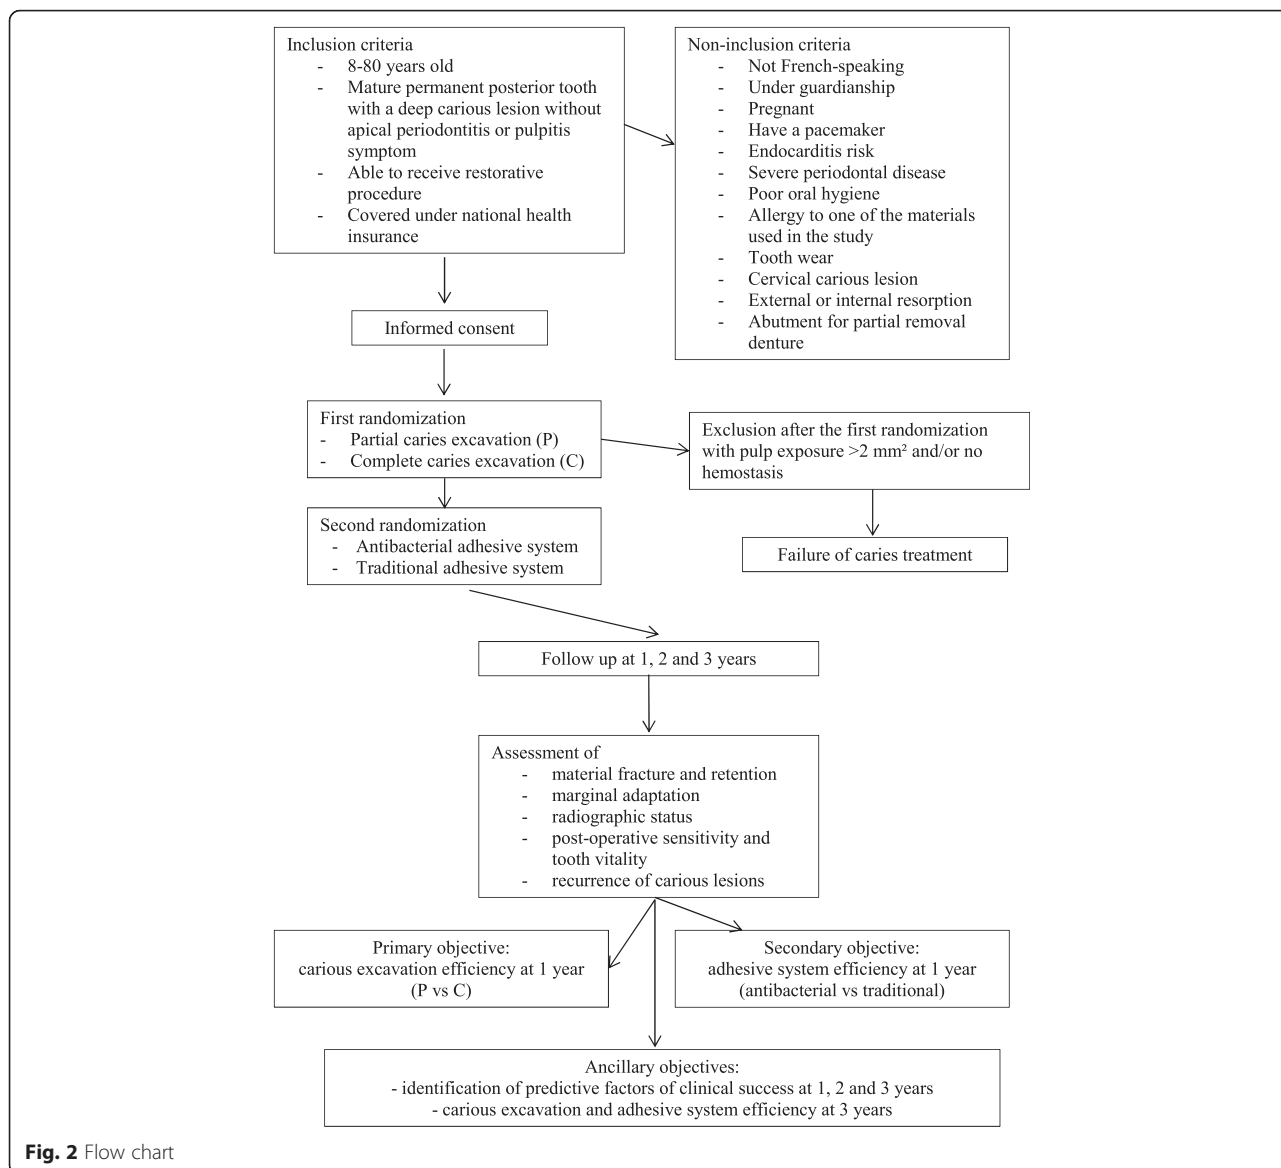 Inclusion criteria
- 8-80 years old
- Mature permanent posterior tooth
with a deep carious lesion without
apical periodontitis or pulpitis
symptom
- Able to receive restorative
procedure
- Covered under national health
insurance
Non-inclusion criteria
- Not French-speaking
- Under guardianship
- Pregnant
- Have a pacemaker
- Endocarditis risk
- Severe periodontal disease
- Poor oral hygiene
- Allergy to one of the materials
used in the study
- Tooth wear
- Cervical carious lesion
- External or internal resorption
- Abutment for partial removal
denture
Informed consent
First randomization
- Partial caries excavation (P)
- Complete caries excavation (C)
Exclusion after the first randomization
with pulp exposure >2 mm² and/or no
hemostasis
Second randomization
- Antibacterial adhesive system
- Traditional adhesive system
Failure of caries treatment
Follow up at 1, 2 and 3 years
Assessment of
- material fracture and retention
- marginal adaptation
- radiographic status
- post-operative sensitivity and
tooth vitality
- recurrence of carious lesions
Primary objective:
carious excavation efficiency at 1 year
(P vs C)
Secondary objective:
adhesive system efficiency at 1 year
(antibacterial vs traditional)
Ancillary objectives:
- identification of predictive factors of clinical success at 1, 2 and 3 years
- carious excavation and adhesive system efficiency at 3 years
Fig. 2 Flow chart